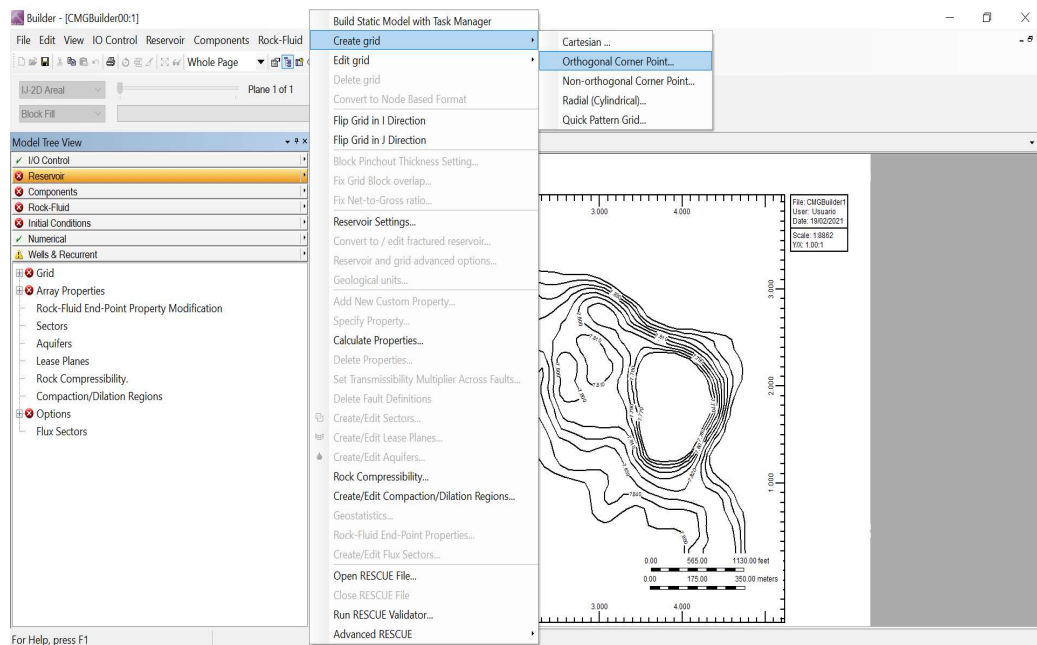 Builder - [CMGBuilder00:1]
File Edit View IO Control Reservoir Components Rock-Fluid
Whole Page
IJ-2D Areal
Plane 1 of 1
Block Fill
Model Tree View
I/O Control
Reservoir
Components
Rock-Fluid
Initial Conditions
Numerical
Wells & Recurrent
Grid
Array Properties
Rock-Fluid End-Point Property Modification
Sectors
Aquifers
Lease Planes
Rock Compressibility.
Compaction/Dilation Regions
Options
Flux Sectors
For Help, press F1
Build Static Model with Task Manager
Create grid
Edit grid
Delete grid
Convert to Node Based Format
Flip Grid in I Direction
Flip Grid in J Direction
Block Pinchout Thickness Setting...
Fix Grid Block overlap...
Fix Net-to-Gross ratio...
Reservoir Settings...
Convert to / edit fractured reservoir...
Reservoir and grid advanced options...
Geological units...
Add New Custom Property...
Specify Property...
Calculate Properties...
Delete Properties...
Set Transmissibility Multiplier Across Faults...
Delete Fault Definitions
Create/Edit Sectors...
Create/Edit Lease Planes...
Create/Edit Aquifers...
Rock Compressibility...
Create/Edit Compaction/Dilation Regions...
Geostatistics...
Rock-Fluid End-Point Properties...
Create/Edit Flux Sectors...
Open RESCUE File...
Close RESCUE File
Run RESCUE Validator...
Advanced RESCUE
Cartesian ...
Orthogonal Corner Point...
Non-orthogonal Corner Point...
Radial (Cylindrical)...
Quick Pattern Grid...
3.000 4.000
File: CMGBuilder1
User: Usuario
Date: 19/02/2021
Scale: 1:8862
Y/X: 1.00:1
3.000
2.000
1.000
7.810
0.00 565.00 1130.00 feet
0.00 175.00 350.00 meters
3.000 4.000